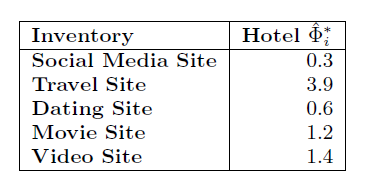 Inventory Hotel Φ̂*ᵢ
Social Media Site 0.3
Travel Site 3.9
Dating Site 0.6
Movie Site 1.2
Video Site 1.4